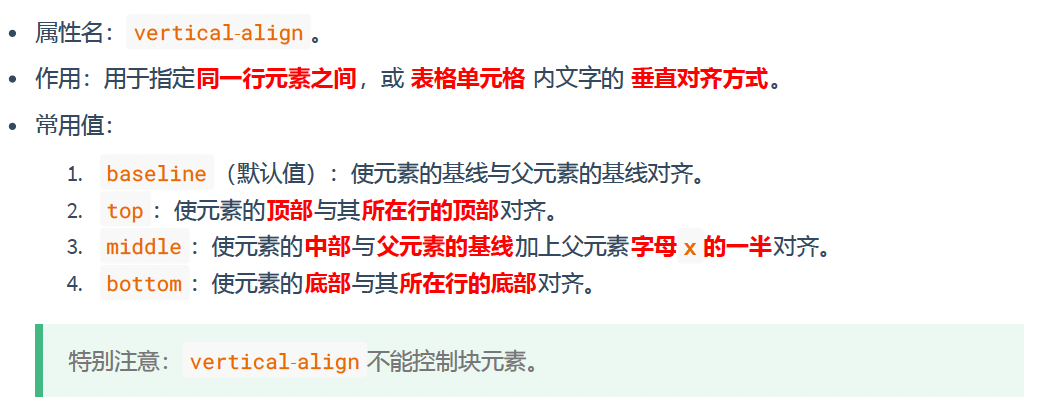 属性名：vertical-align。
作用：用于指定同一行元素之间，或 表格单元格 内文字的 垂直对齐方式。
常用值：
1. baseline（默认值）：使元素的基线与父元素的基线对齐。
2. top：使元素的顶部与其所在行的顶部对齐。
3. middle：使元素的中部与父元素的基线加上父元素字母 x 的一半对齐。
4. bottom：使元素的底部与其所在行的底部对齐。
特别注意：vertical-align不能控制块元素。